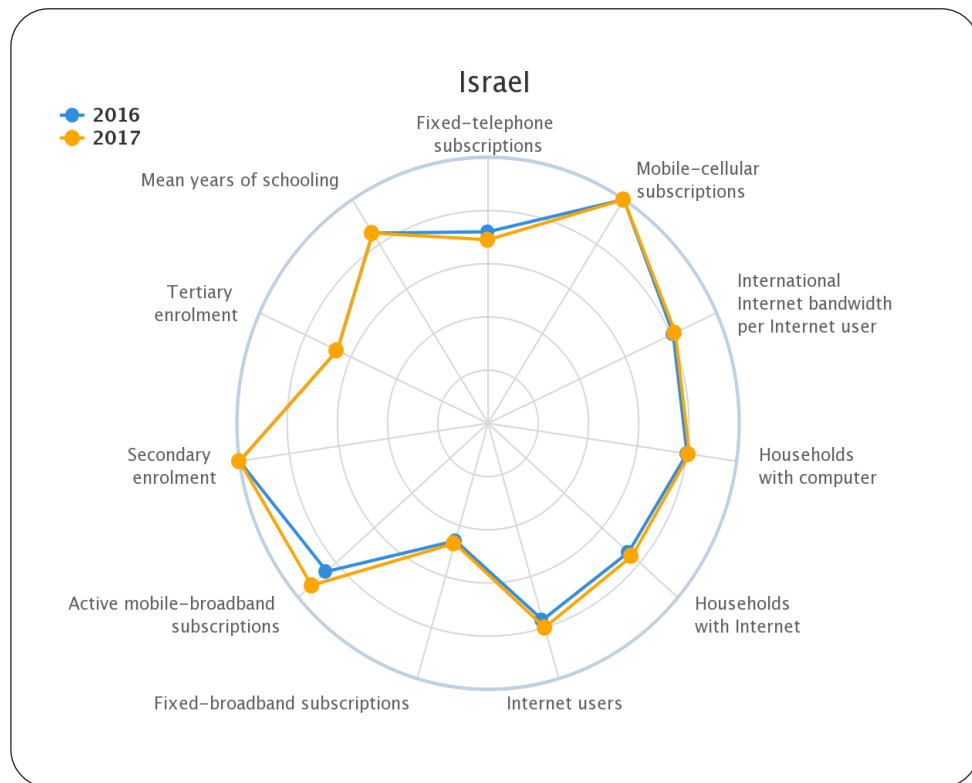 Israel
2016
2017
Fixed-telephone
subscriptions
Mobile-cellular
subscriptions
International
Internet bandwidth
per Internet user
Households
with computer
Households
with Internet
Internet users
Fixed-broadband subscriptions
Active mobile-broadband
subscriptions
Secondary
enrolment
Tertiary
enrolment
Mean years of schooling